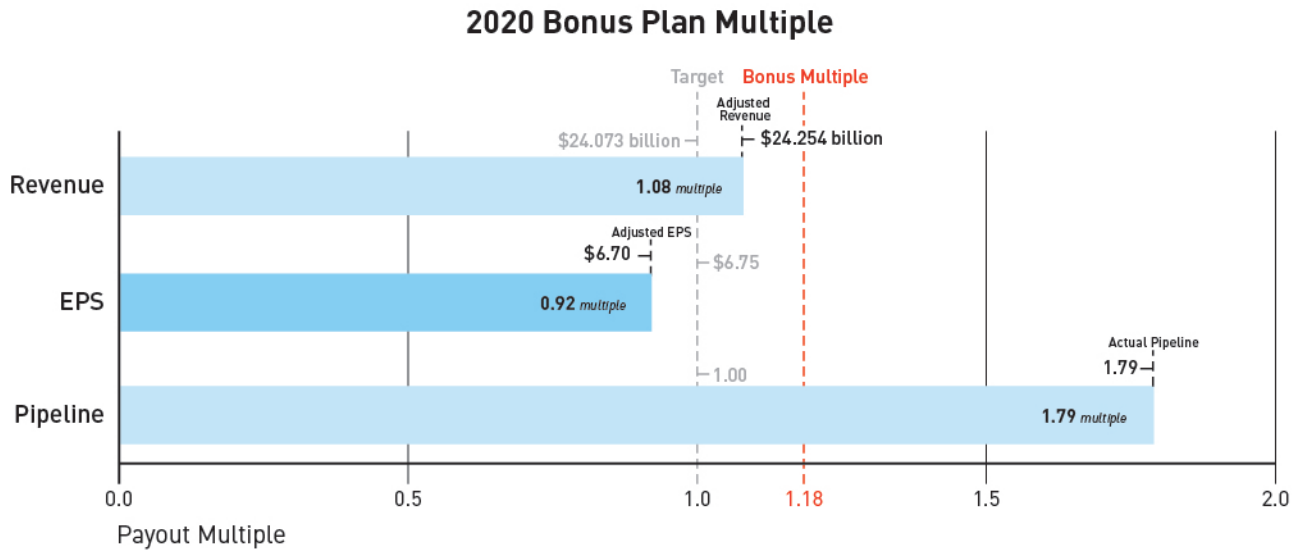 2020 Bonus Plan Multiple
Target
Bonus Multiple
Adjusted
Revenue
$24.073 billion
$24.254 billion
Revenue
1.08 multiple
Adjusted EPS
$6.70
$6.75
EPS
0.92 multiple
Actual Pipeline
1.79
1.00
Pipeline
1.79 multiple
0.0
0.5
1.0
1.18
1.5
2.0
Payout Multiple